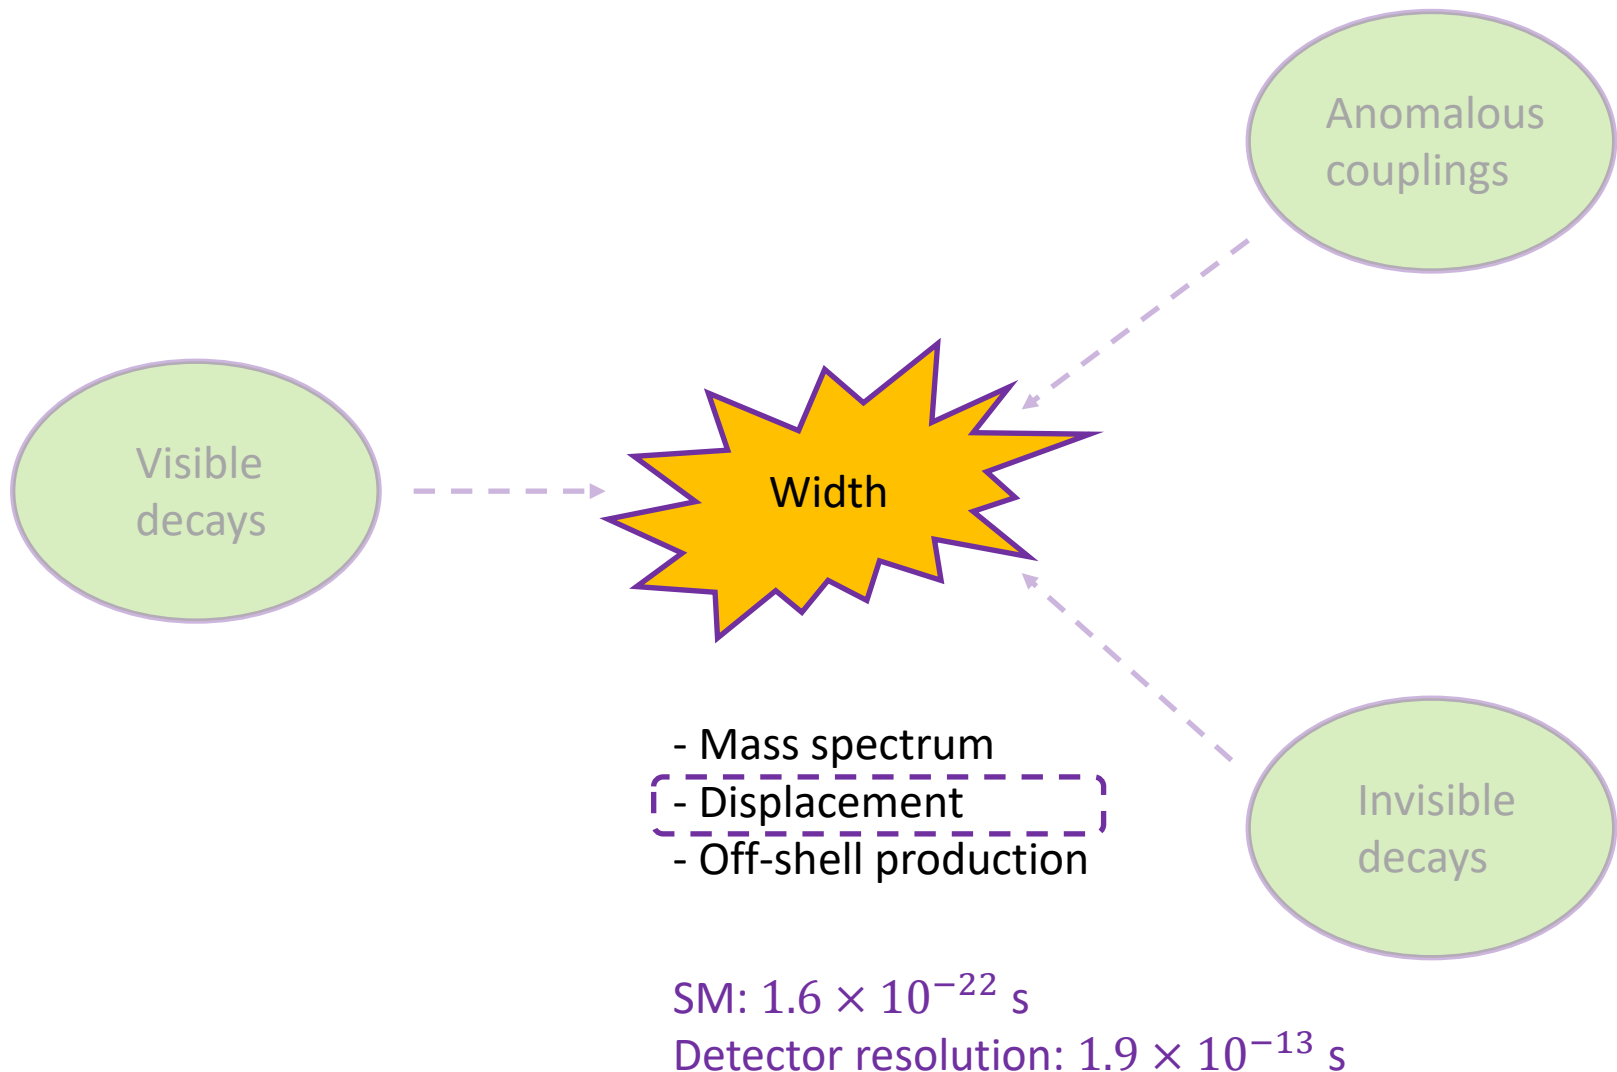 Anomalous
couplings
Visible
decays
Width
- Mass spectrum
- Displacement
- Off-shell production
Invisible
decays
SM: 1.6 × 10⁻²² s
Detector resolution: 1.9 × 10⁻¹³ s